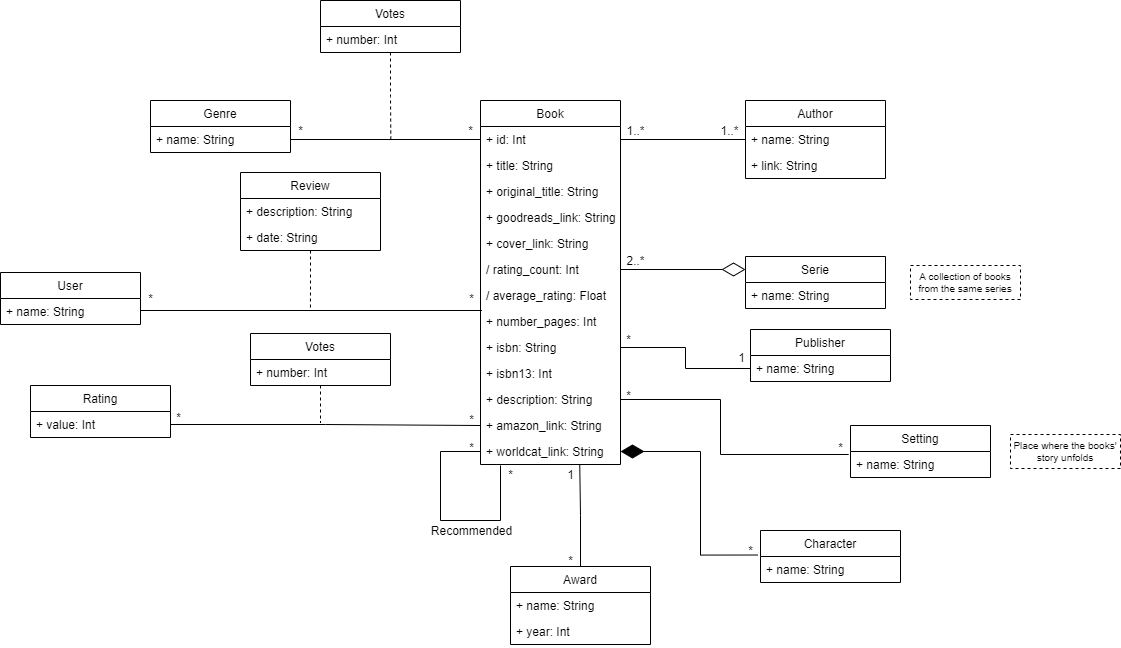 Votes
+ number: Int
Genre
+ name: String
*
*
Book
+ id: Int
+ title: String
+ original_title: String
+ goodreads_link: String
+ cover_link: String
/ rating_count: Int
/ average_rating: Float
+ number_pages: Int
+ isbn: String
+ isbn13: Int
+ description: String
+ amazon_link: String
+ worldcat_link: String
1..*
1..*
Author
+ name: String
+ link: String
Review
+ description: String
+ date: String
User
+ name: String
*
*
2..*
Serie
+ name: String
A collection of books
from the same series
Votes
+ number: Int
*
1
Publisher
+ name: String
Rating
+ value: Int
*
*
*
*
Setting
+ name: String
Place where the books'
story unfolds
*
*
Recommended
1
*
Award
+ name: String
+ year: Int
*
Character
+ name: String